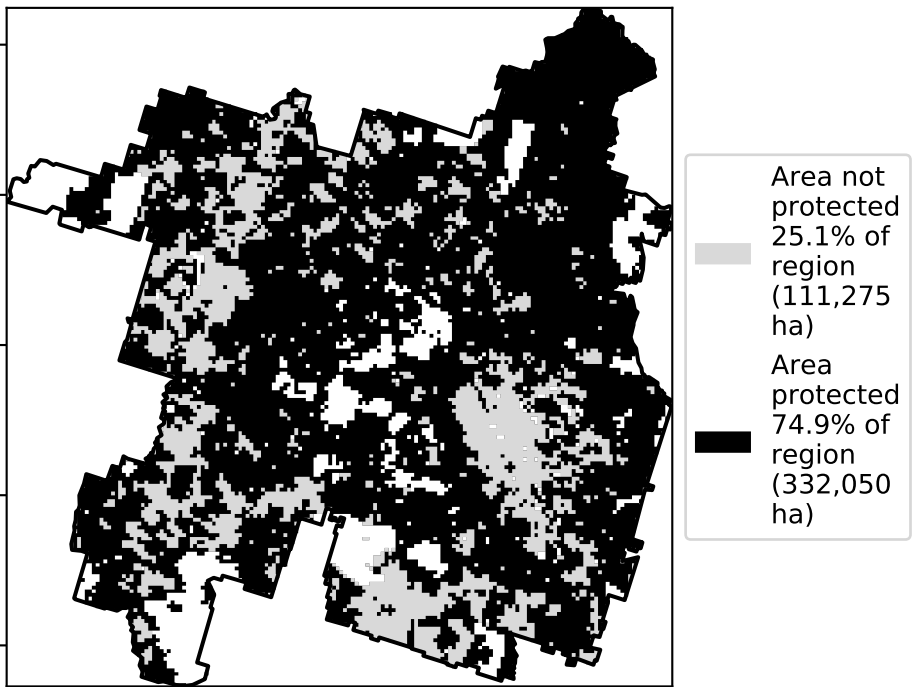 Area not
protected
25.1% of
region
(111,275
ha)
Area
protected
74.9% of
region
(332,050
ha)